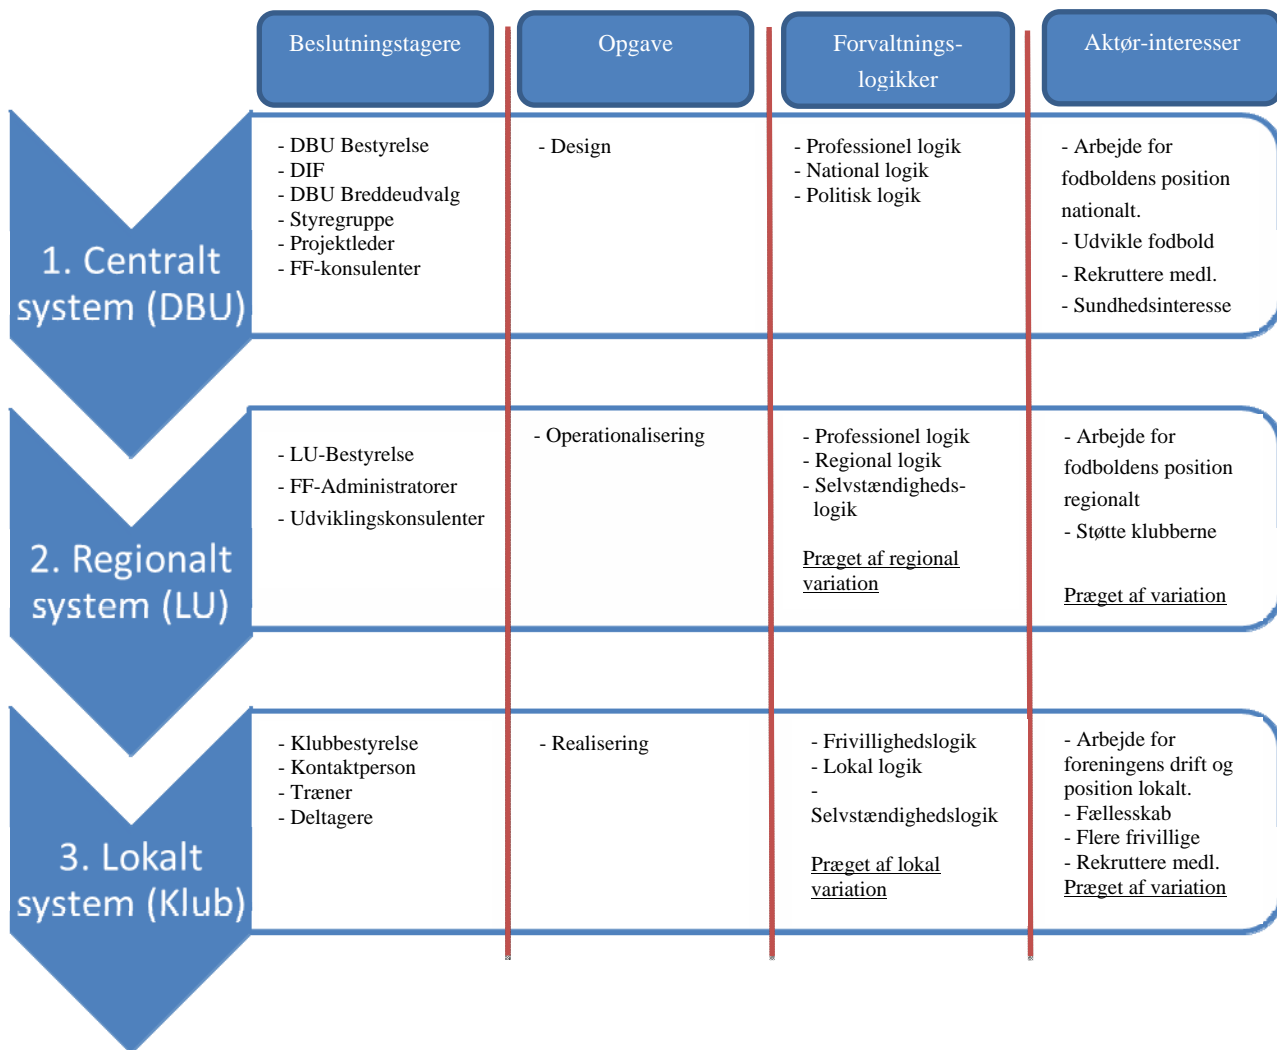 Beslutningstagere
Opgave
Forvaltnings-
logikker
Aktør-interesser
1. Centralt
system (DBU)
- DBU Bestyrelse
- DIF
- DBU Breddeudvalg
- Styregruppe
- Projektleder
- FF-konsulenter
- Design
- Professionel logik
- National logik
- Politisk logik
- Arbejde for
fodboldens position
nationalt.
- Udvikle fodbold
- Rekruttere medl.
- Sundhedsinteresse
2. Regionalt
system (LU)
- LU-Bestyrelse
- FF-Administratorer
- Udviklingskonsulenter
- Operationalisering
- Professionel logik
- Regional logik
- Selvstændigheds-
logik
Præget af regional
variation
- Arbejde for
fodboldens position
regionalt
- Støtte klubberne
Præget af variation
3. Lokalt
system (Klub)
- Klubbestyrelse
- Kontaktperson
- Træner
- Deltagere
- Realisering
- Frivillighedslogik
- Lokal logik
-
Selvstændighedslogik
Præget af lokal
variation
- Arbejde for
foreningens drift og
position lokalt.
- Fællesskab
- Flere frivillige
- Rekruttere medl.
Præget af variation